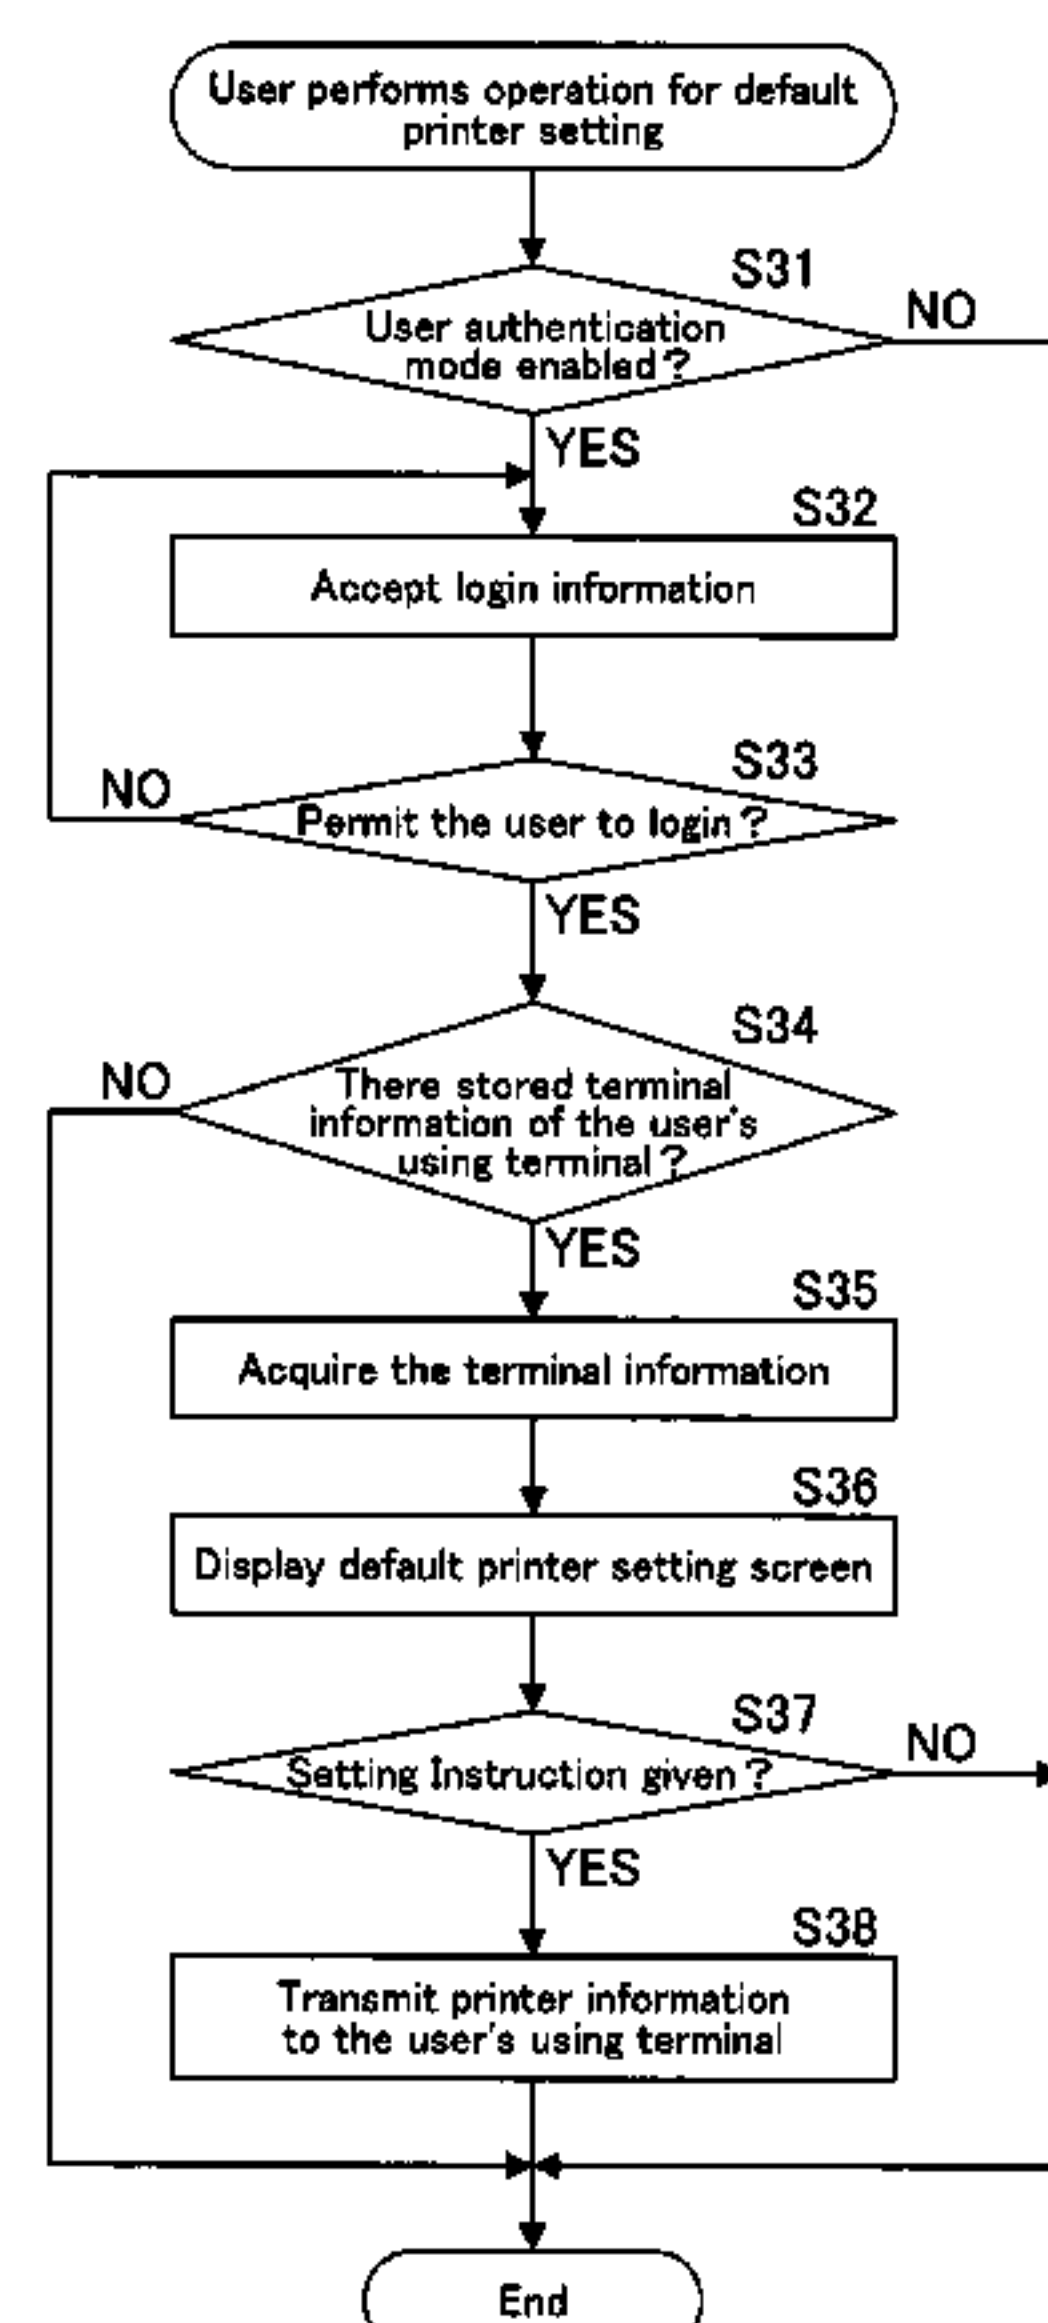 User performs operation for default
printer setting
S31
NO
User authentication
mode enabled?
YES
S32
Accept login information
S33
NO
Permit the user to login?
YES
S34
NO
There stored terminal
information of the user's
using terminal?
YES
S35
Acquire the terminal information
S36
Display default printer setting screen
S37
NO
Setting Instruction given?
YES
S38
Transmit printer information
to the user's using terminal
End